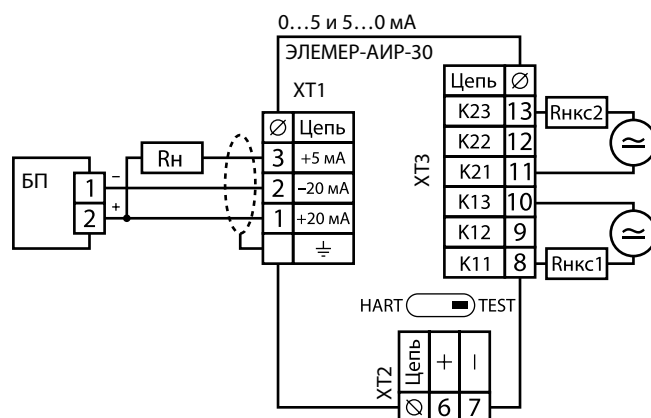 0...5 и 5...0 мА
ЭЛЕМЕР-АИР-30
XT1
∅ Цепь
3 +5 мА
2 –20 мА
1 +20 мА
Rн
БП
1 –
2 +
XT3
Цепь ∅
K23 13
K22 12
K21 11
K13 10
K12 9
K11 8
Rнкс2
Rнкс1
HART TEST
XT2
Цепь + –
∅ 6 7